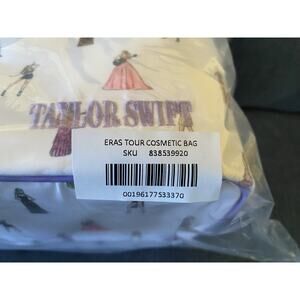 TAYLOR SWIFT
ERAS TOUR COSMETIC BAG
SKU 838539920
00196177533370